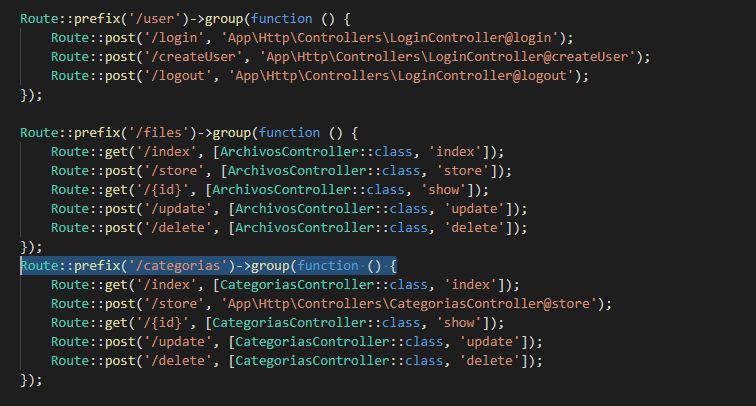 Route::prefix('/user')->group(function () {
    Route::post('/login', 'App\Http\Controllers\LoginController@login');
    Route::post('/createUser', 'App\Http\Controllers\LoginController@createUser');
    Route::post('/logout', 'App\Http\Controllers\LoginController@logout');
});

Route::prefix('/files')->group(function () {
    Route::get('/index', [ArchivosController::class, 'index']);
    Route::post('/store', [ArchivosController::class, 'store']);
    Route::get('/{id}', [ArchivosController::class, 'show']);
    Route::post('/update', [ArchivosController::class, 'update']);
    Route::post('/delete', [ArchivosController::class, 'delete']);
});
Route::prefix('/categorias')->group(function () {
    Route::get('/index', [CategoriasController::class, 'index']);
    Route::post('/store', 'App\Http\Controllers\CategoriasController@store');
    Route::get('/{id}', [CategoriasController::class, 'show']);
    Route::post('/update', [CategoriasController::class, 'update']);
    Route::post('/delete', [CategoriasController::class, 'delete']);
});